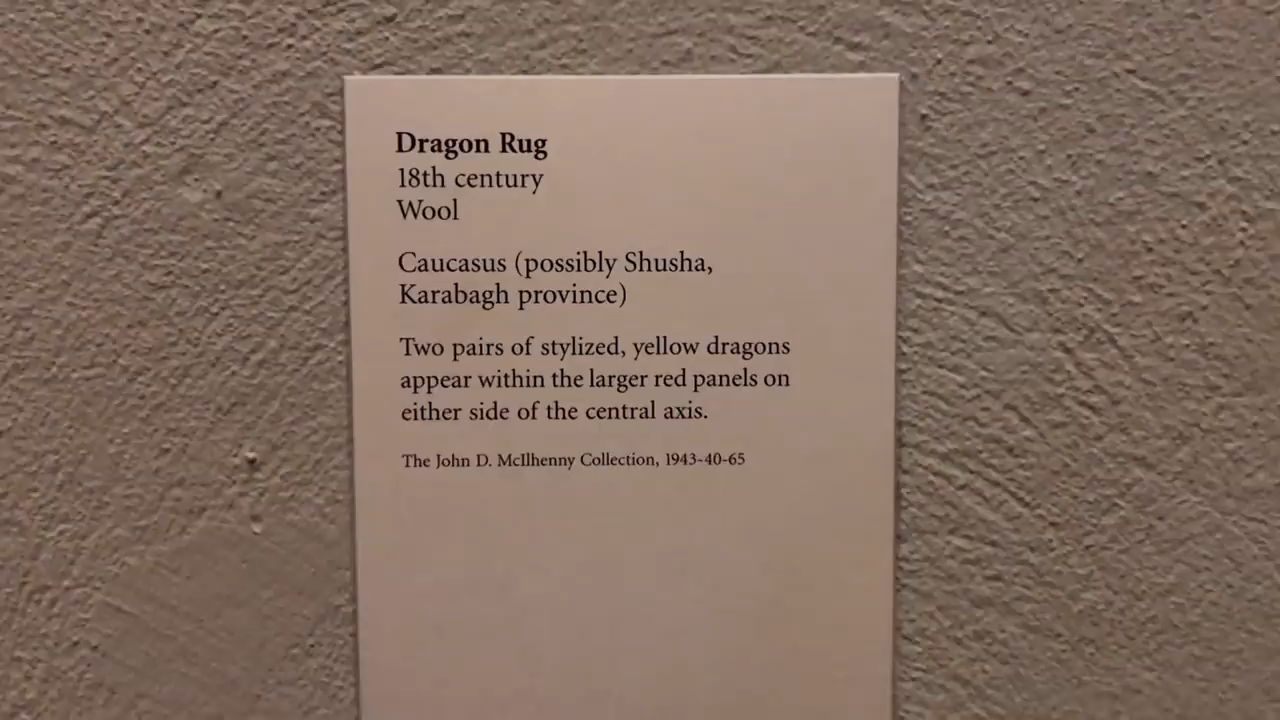 Dragon Rug
18th century
Wool
Caucasus (possibly Shusha,
Karabagh province)
Two pairs of stylized, yellow dragons
appear within the larger red panels on
either side of the central axis.
The John D. McIlhenny Collection, 1943-40-65